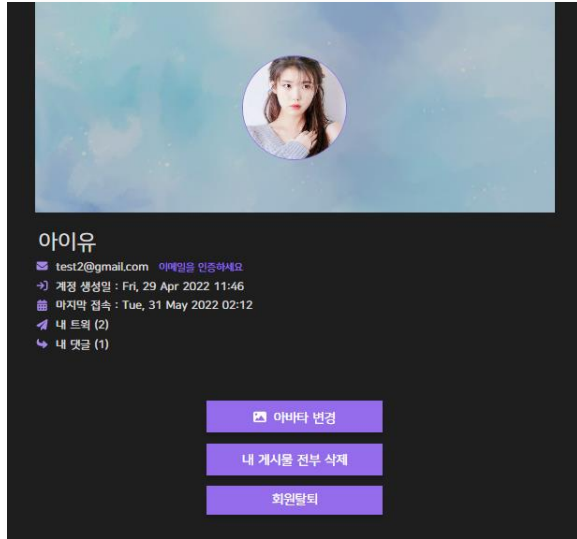 아이유
test2@gmail.com 이메일을 인증하세요
계정 생성일 : Fri, 29 Apr 2022 11:46
마지막 접속 : Tue, 31 May 2022 02:12
내 트윅 (2)
내 댓글 (1)
아바타 변경
내 게시물 전부 삭제
회원탈퇴